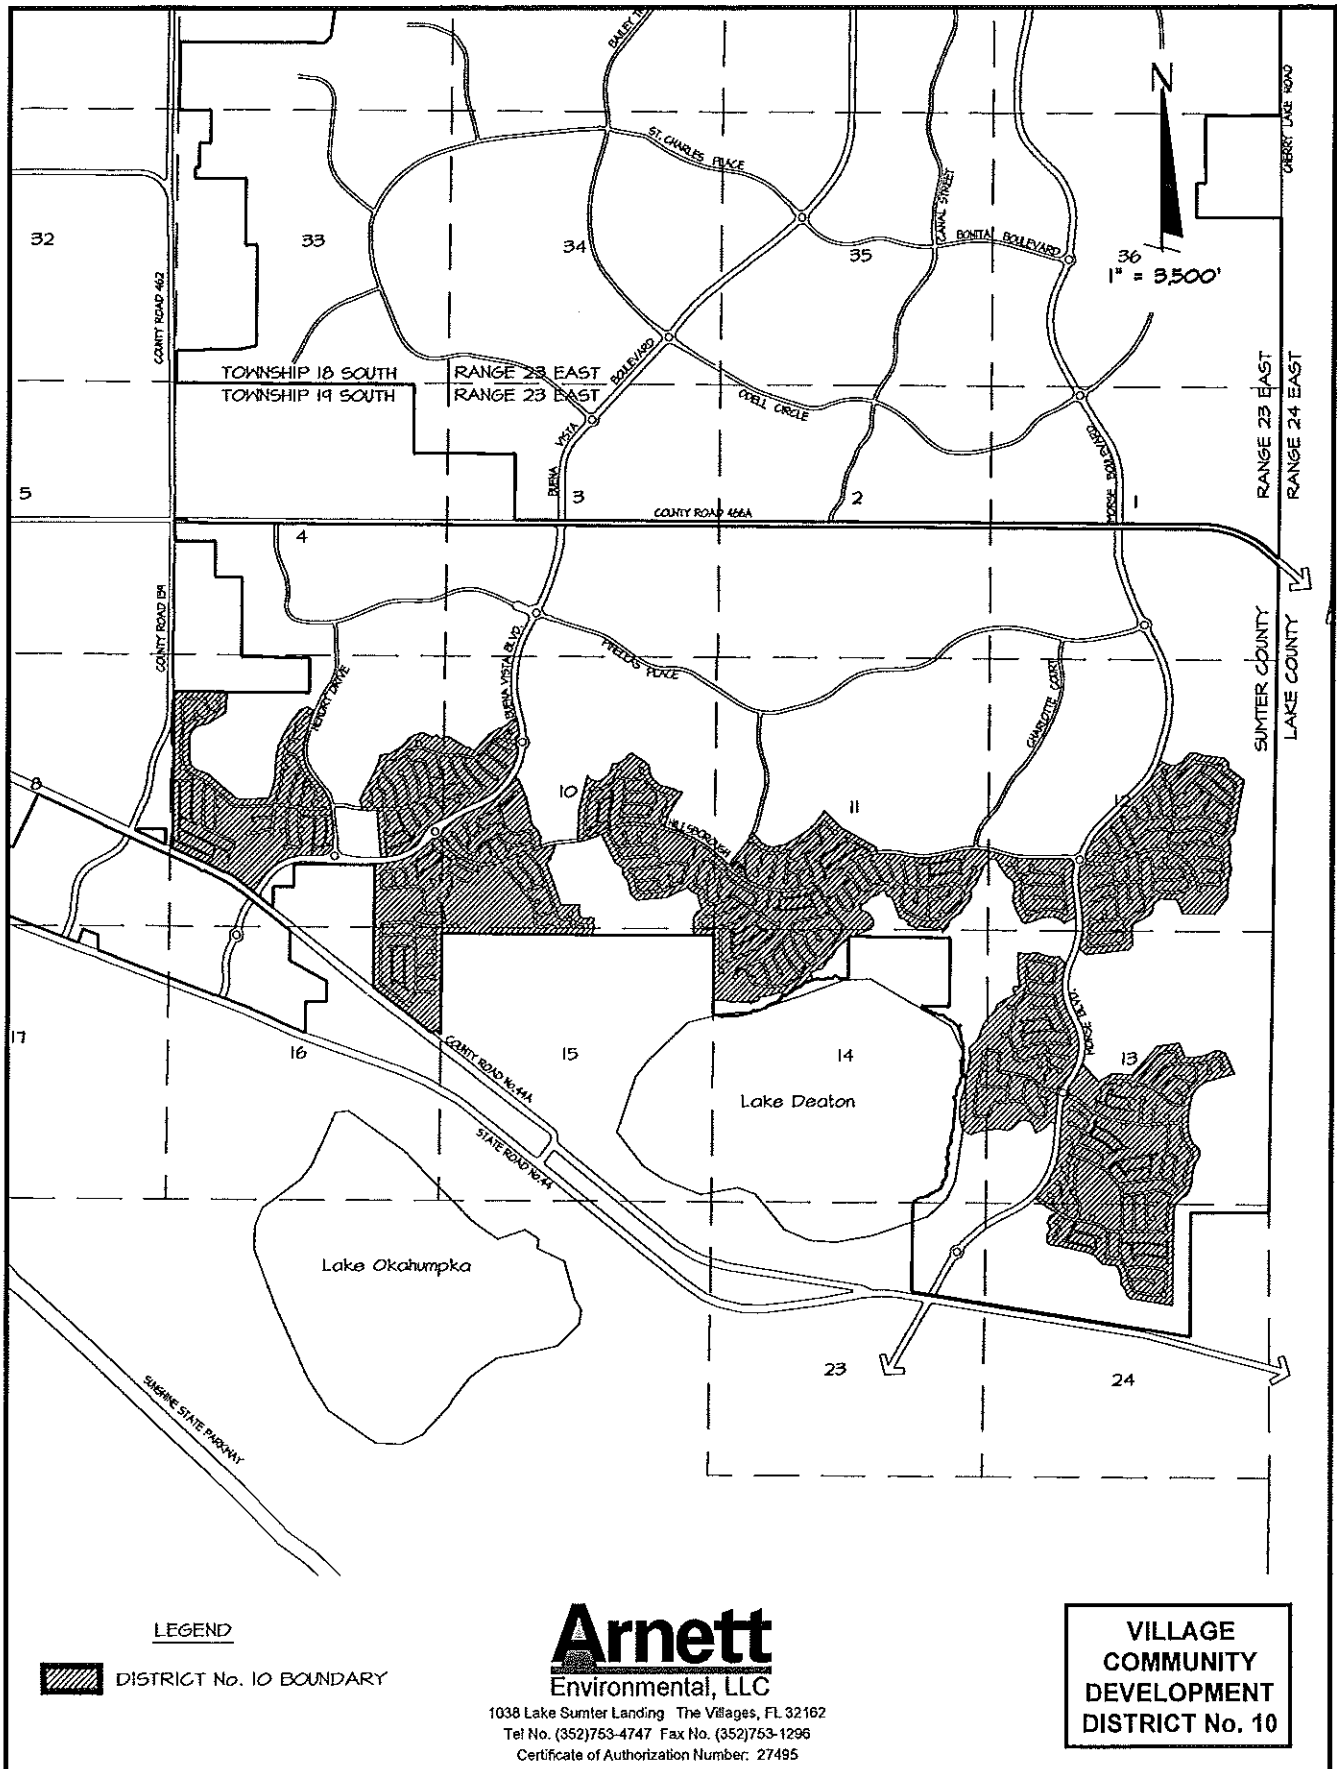 BAILEY TR
N
CHERRY LAKE ROAD
ST. CHARLES PLACE
CANAL STREET
BONITA BOULEVARD
32
33
34
35
36
1" = 3,500'
COUNTY ROAD 462
TOWNSHIP 18 SOUTH RANGE 23 EAST
TOWNSHIP 19 SOUTH RANGE 23 EAST
BUENA VISTA BOULEVARD
ODELL CIRCLE
MORSE BOULEVARD
RANGE 23 EAST
RANGE 24 EAST
5
4
3
2
1
COUNTY ROAD 466A
COUNTY ROAD 139
BUENA VISTA BLVD.
PINELLAS PLACE
CHARLOTTE COURT
SUMTER COUNTY
LAKE COUNTY
8
10
11
12
HILLSBOROUGH
17
16
15
14
13
MORSE BLVD.
COUNTY ROAD No.44A
STATE ROAD No.44
Lake Deaton
Lake Okahumpka
23
24
SUNSHINE STATE PARKWAY
LEGEND
DISTRICT No. 10 BOUNDARY
Arnett
Environmental, LLC
1038 Lake Sumter Landing The Villages, FL 32162
Tel No. (352)753-4747 Fax No. (352)753-1296
Certificate of Authorization Number: 27495
VILLAGE
COMMUNITY
DEVELOPMENT
DISTRICT No. 10